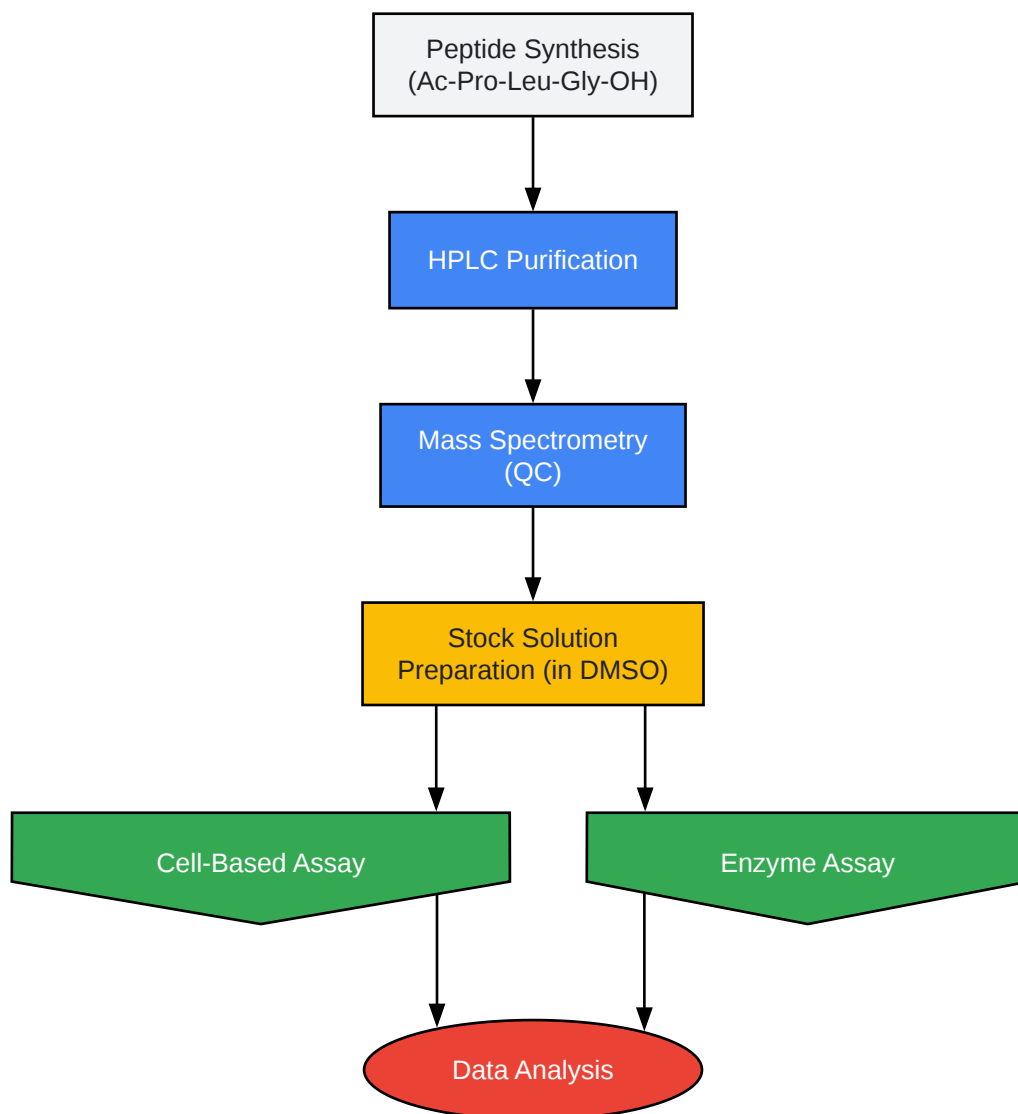 Peptide Synthesis
(Ac-Pro-Leu-Gly-OH)
HPLC Purification
Mass Spectrometry
(QC)
Stock Solution
Preparation (in DMSO)
Cell-Based Assay
Enzyme Assay
Data Analysis